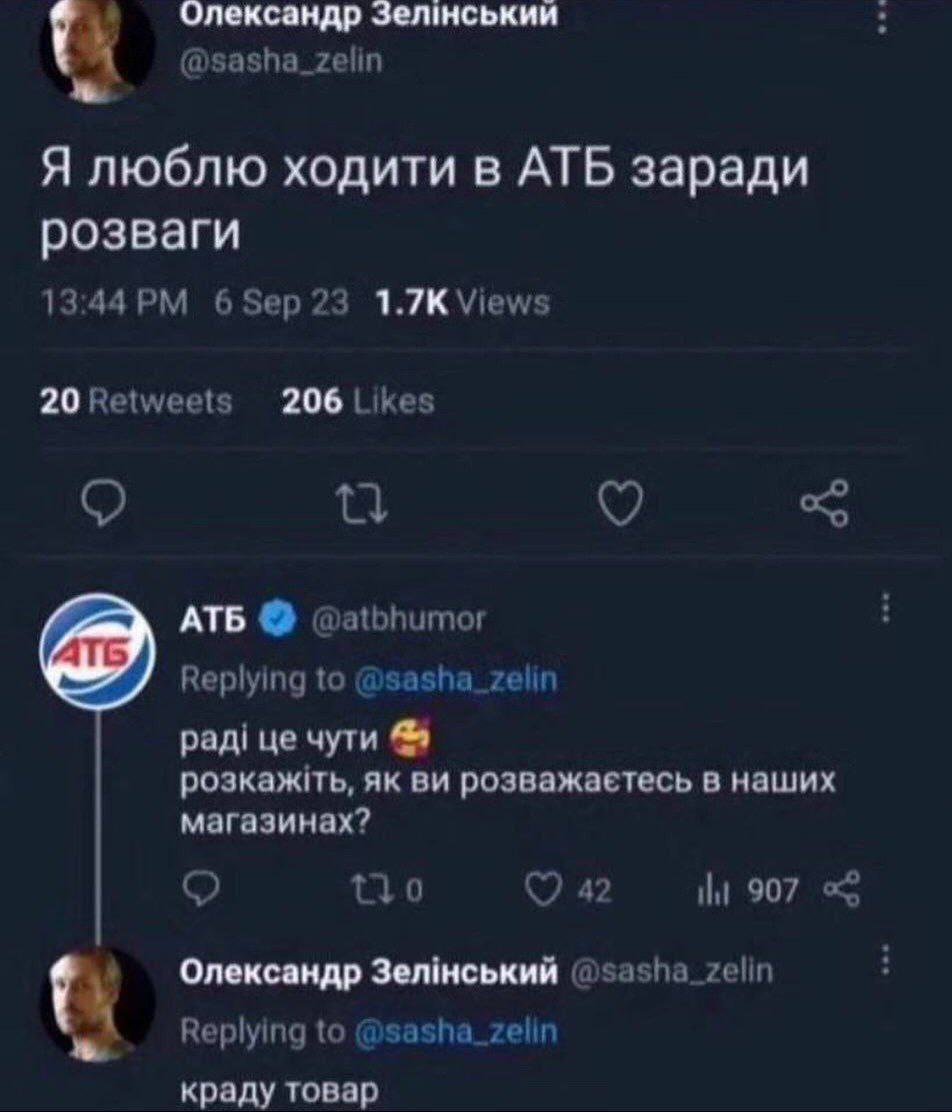 Олександр Зелінський
@sasha_zelin
Я люблю ходити в АТБ заради
розваги
13:44 PM 6 Sep 23 1.7K Views
20 Retweets 206 Likes
АТБ @atbhumor
АТБ
Replying to @sasha_zelin
раді це чути 🥰
розкажіть, як ви розважаєтесь в наших
магазинах?
0 42 907
Олександр Зелінський @sasha_zelin
Replying to @sasha_zelin
краду товар